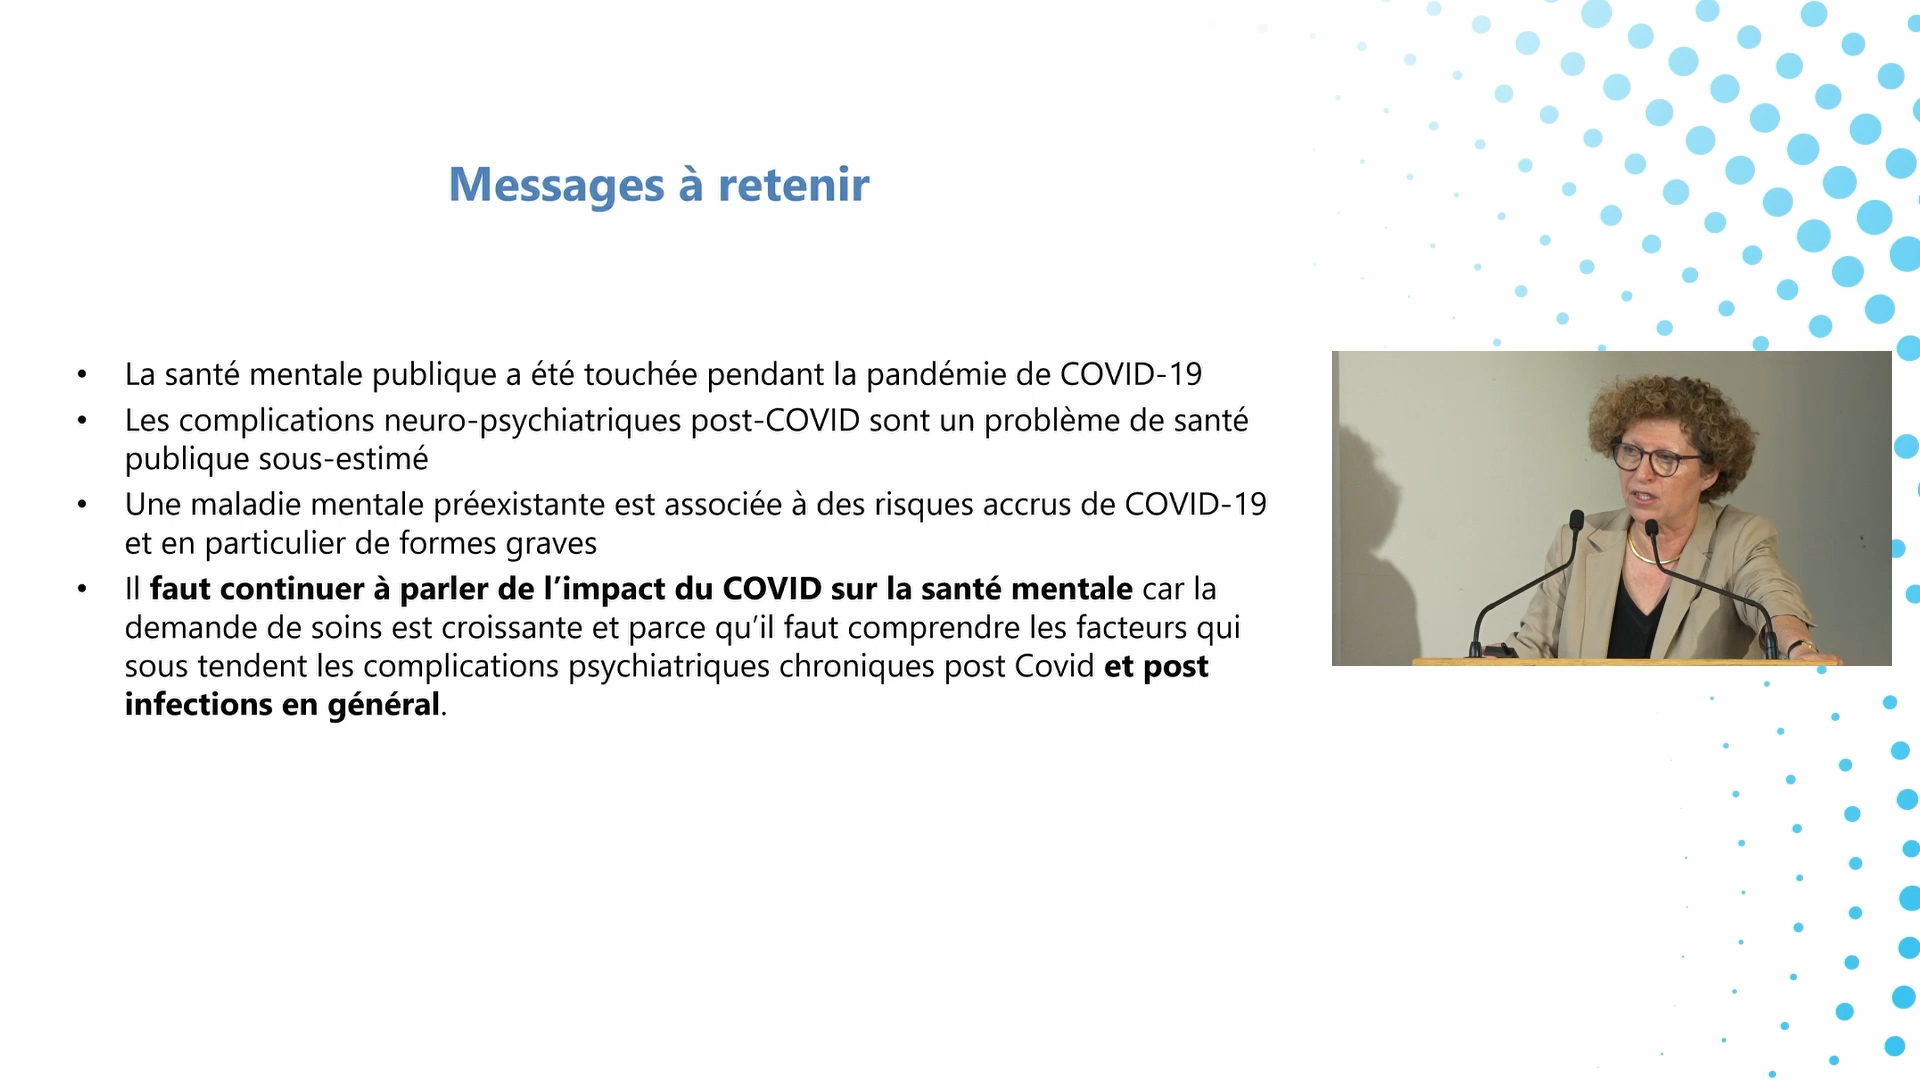 Messages à retenir
• La santé mentale publique a été touchée pendant la pandémie de COVID-19
• Les complications neuro-psychiatriques post-COVID sont un problème de santé
publique sous-estimé
• Une maladie mentale préexistante est associée à des risques accrus de COVID-19
et en particulier de formes graves
• Il faut continuer à parler de l’impact du COVID sur la santé mentale car la
demande de soins est croissante et parce qu’il faut comprendre les facteurs qui
sous tendent les complications psychiatriques chroniques post Covid et post
infections en général.